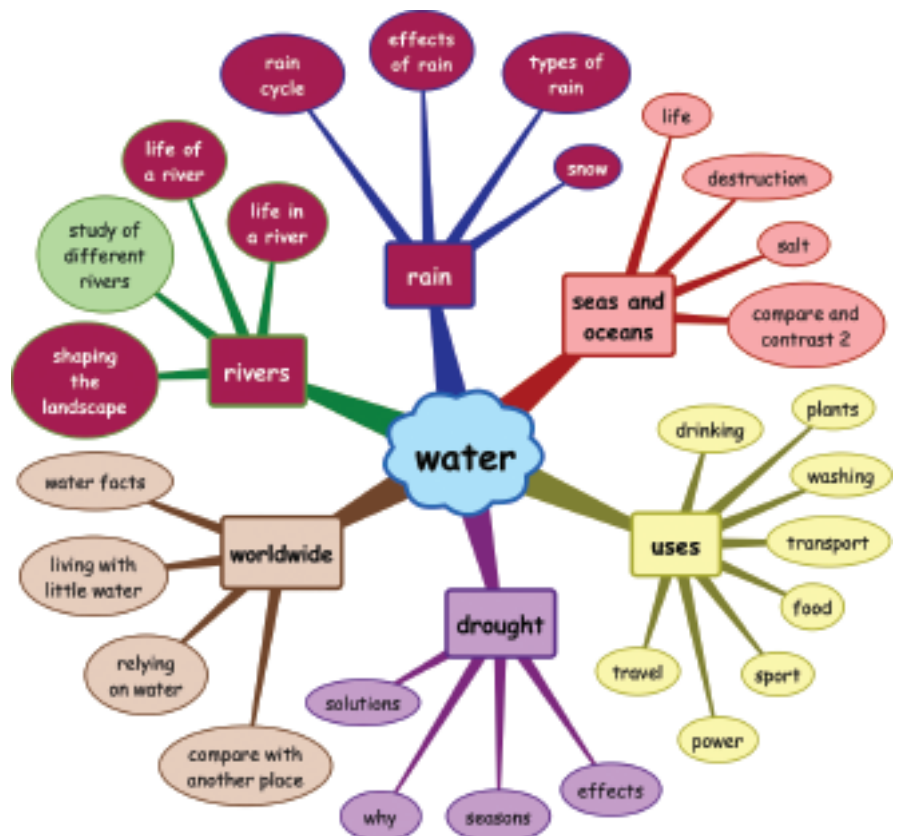 effects
of rain
rain
cycle
types of
rain
life
life of
a river
snow
destruction
life in
a river
study of
different
rivers
salt
rain
seas and
oceans
compare and
contrast 2
shaping
the
landscape
rivers
plants
drinking
water
water facts
washing
worldwide
uses
transport
living with
little water
food
drought
relying
on water
travel
sport
solutions
power
compare with
another place
effects
why
seasons